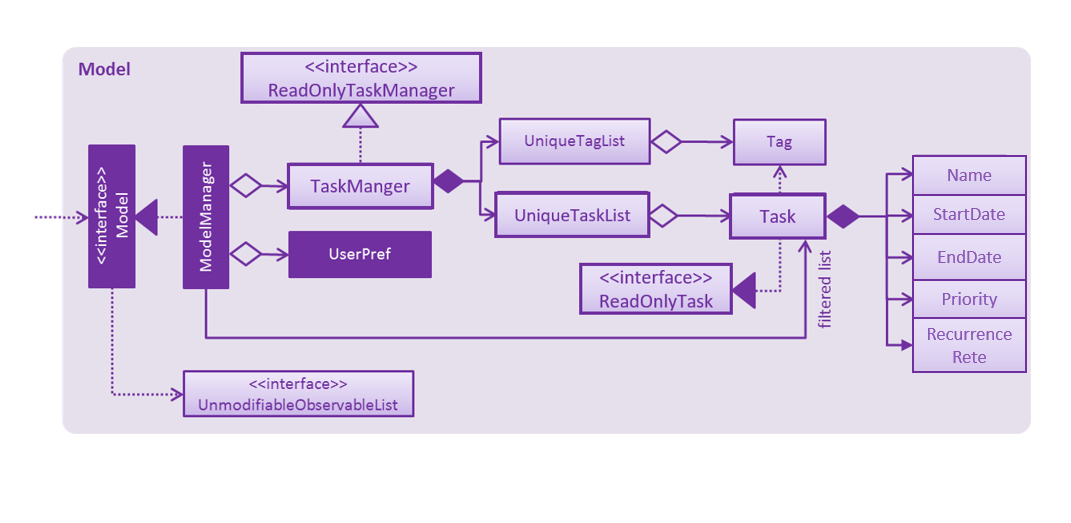 Model
<<interface>>
ReadOnlyTaskManager
<<interface>>
Model
ModelManager
TaskManger
UserPref
UniqueTagList
UniqueTaskList
Tag
Task
<<interface>>
ReadOnlyTask
filtered list
Name
StartDate
EndDate
Priority
Recurrence
Rete
<<interface>>
UnmodifiableObservableList